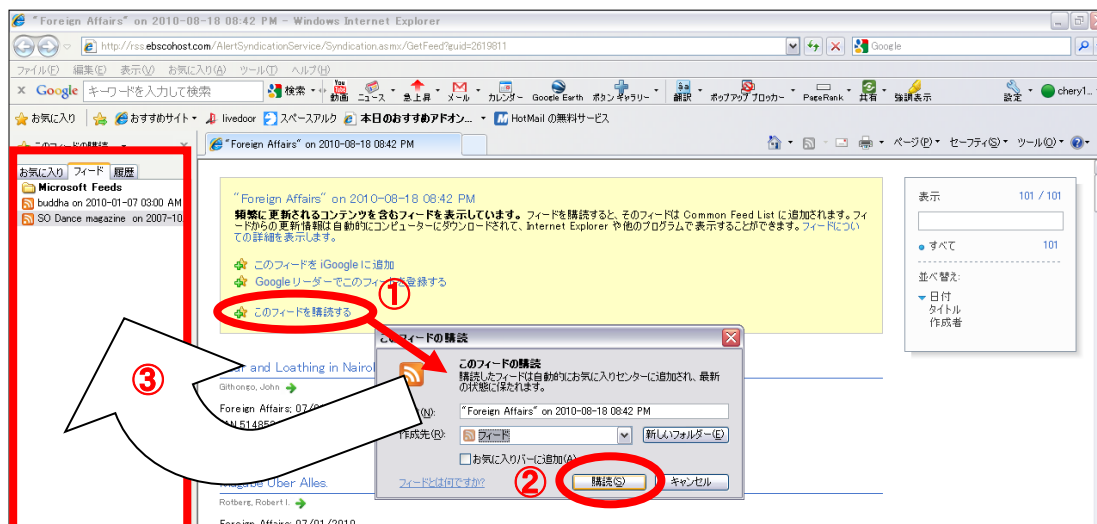 "Foreign Affairs" on 2010-08-18 08:42 PM - Windows Internet Explorer
http://rss.ebscohost.com/AlertSyndicationService/Syndication.asmx/GetFeed?guid=2619811
Google
ファイル(F) 編集(E) 表示(V) お気に入り(A) ツール(T) ヘルプ(H)
x Google キーワードを入力して検索 検索 You Tube 動画 ニュース 急上昇 メール カレンダー Google Earth ボタン ギャラリー 翻訳 ポップアップ ブロッカー PageRank 共有 強調表示 設定 cheryl...
お気に入り おすすめサイト livedoor スペースアルク 本日のおすすめアドオン... HotMail の無料サービス
"Foreign Affairs" on 2010-08-18 08:42 PM
ページ(P) セーフティ(S) ツール(O)
お気に入り フィード 履歴
Microsoft Feeds
buddha on 2010-01-07 03:00 AM
SO Dance magazine on 2007-10
"Foreign Affairs" on 2010-08-18 08:42 PM
頻繁に更新されるコンテンツを含むフィードを表示しています。フィードを購読すると、そのフィードは Common Feed List に追加されます。フィ
ードからの更新情報は自動的にコンピューターにダウンロードされて、Internet Explorer や他のプログラムで表示することができます。フィードについ
ての詳細を表示します。
このフィードを iGoogle に追加
Google リーダーでこのフィードを登録する
①
このフィードを購読する
表示 101 / 101
すべて 101
並べ替え:
日付
タイトル
作成者
③
and Loathing in Nairol
Githongo, John
Foreign Affairs; 07/
このフィードの購読
このフィードの購読
購読したフィードは自動的にお気に入りセンターに追加され、最新
の状態に保たれます。
(N): "Foreign Affairs" on 2010-08-18 08:42 PM
作成先(R): フィード 新しいフォルダー(E)
お気に入りバーに追加(A)
フィードとは何ですか?
②
購読(S) キャンセル
Uber Alles.
Rotberg, Robert I.
Foreign Affairs; 07/01/2010